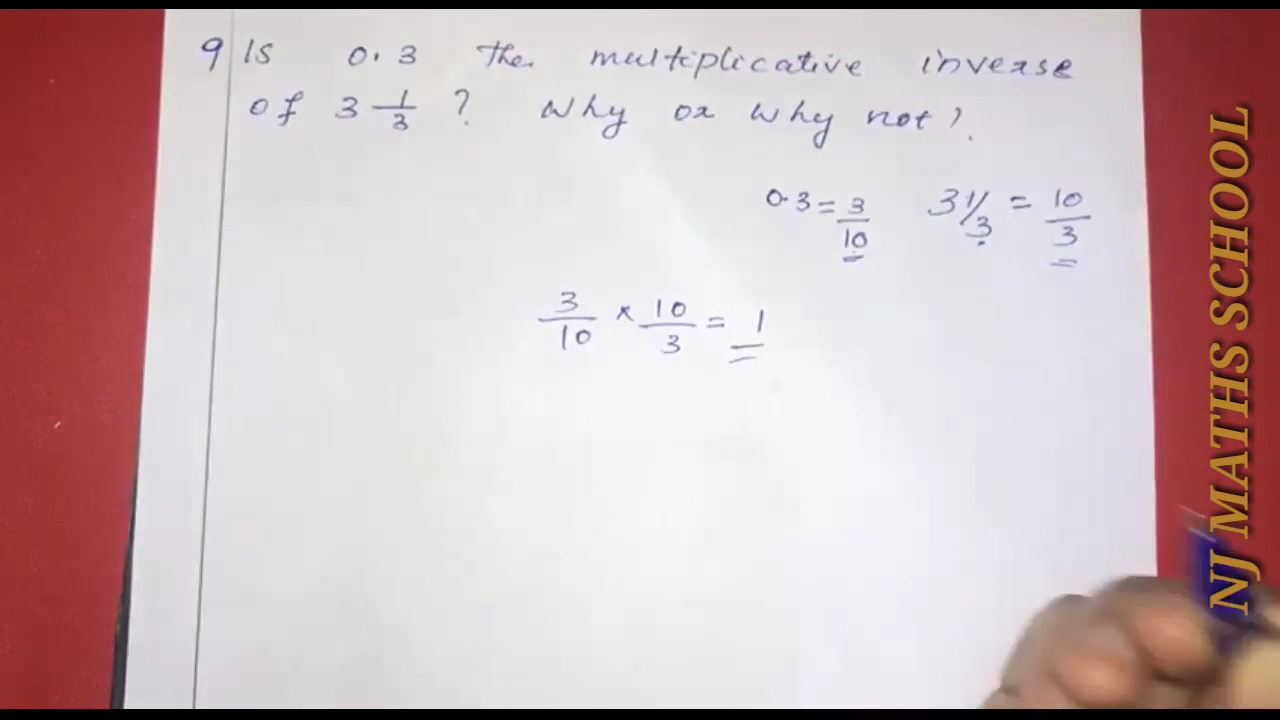 9 Is 0.3 the multiplicative inverse
of 3 1/3 ? Why or why not?
0.3 = 3/10 3 1/3 = 10/3
3/10 × 10/3 = 1
NJ MATHS SCHOOL